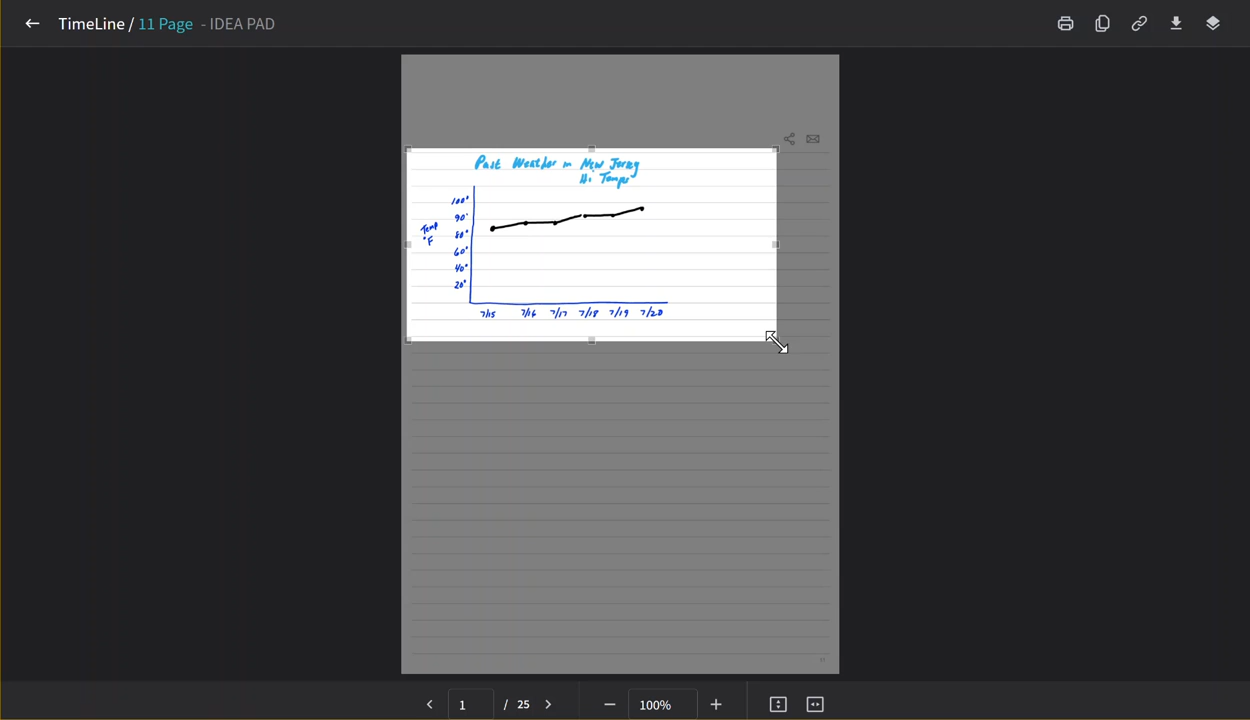 TimeLine / 11 Page - IDEA PAD
Past Weather in New Jersey
Hi Temps
100°
90°
Temp
°F
80°
60°
40°
20°
7/15 7/16 7/17 7/18 7/19 7/20
11
1 / 25 100%